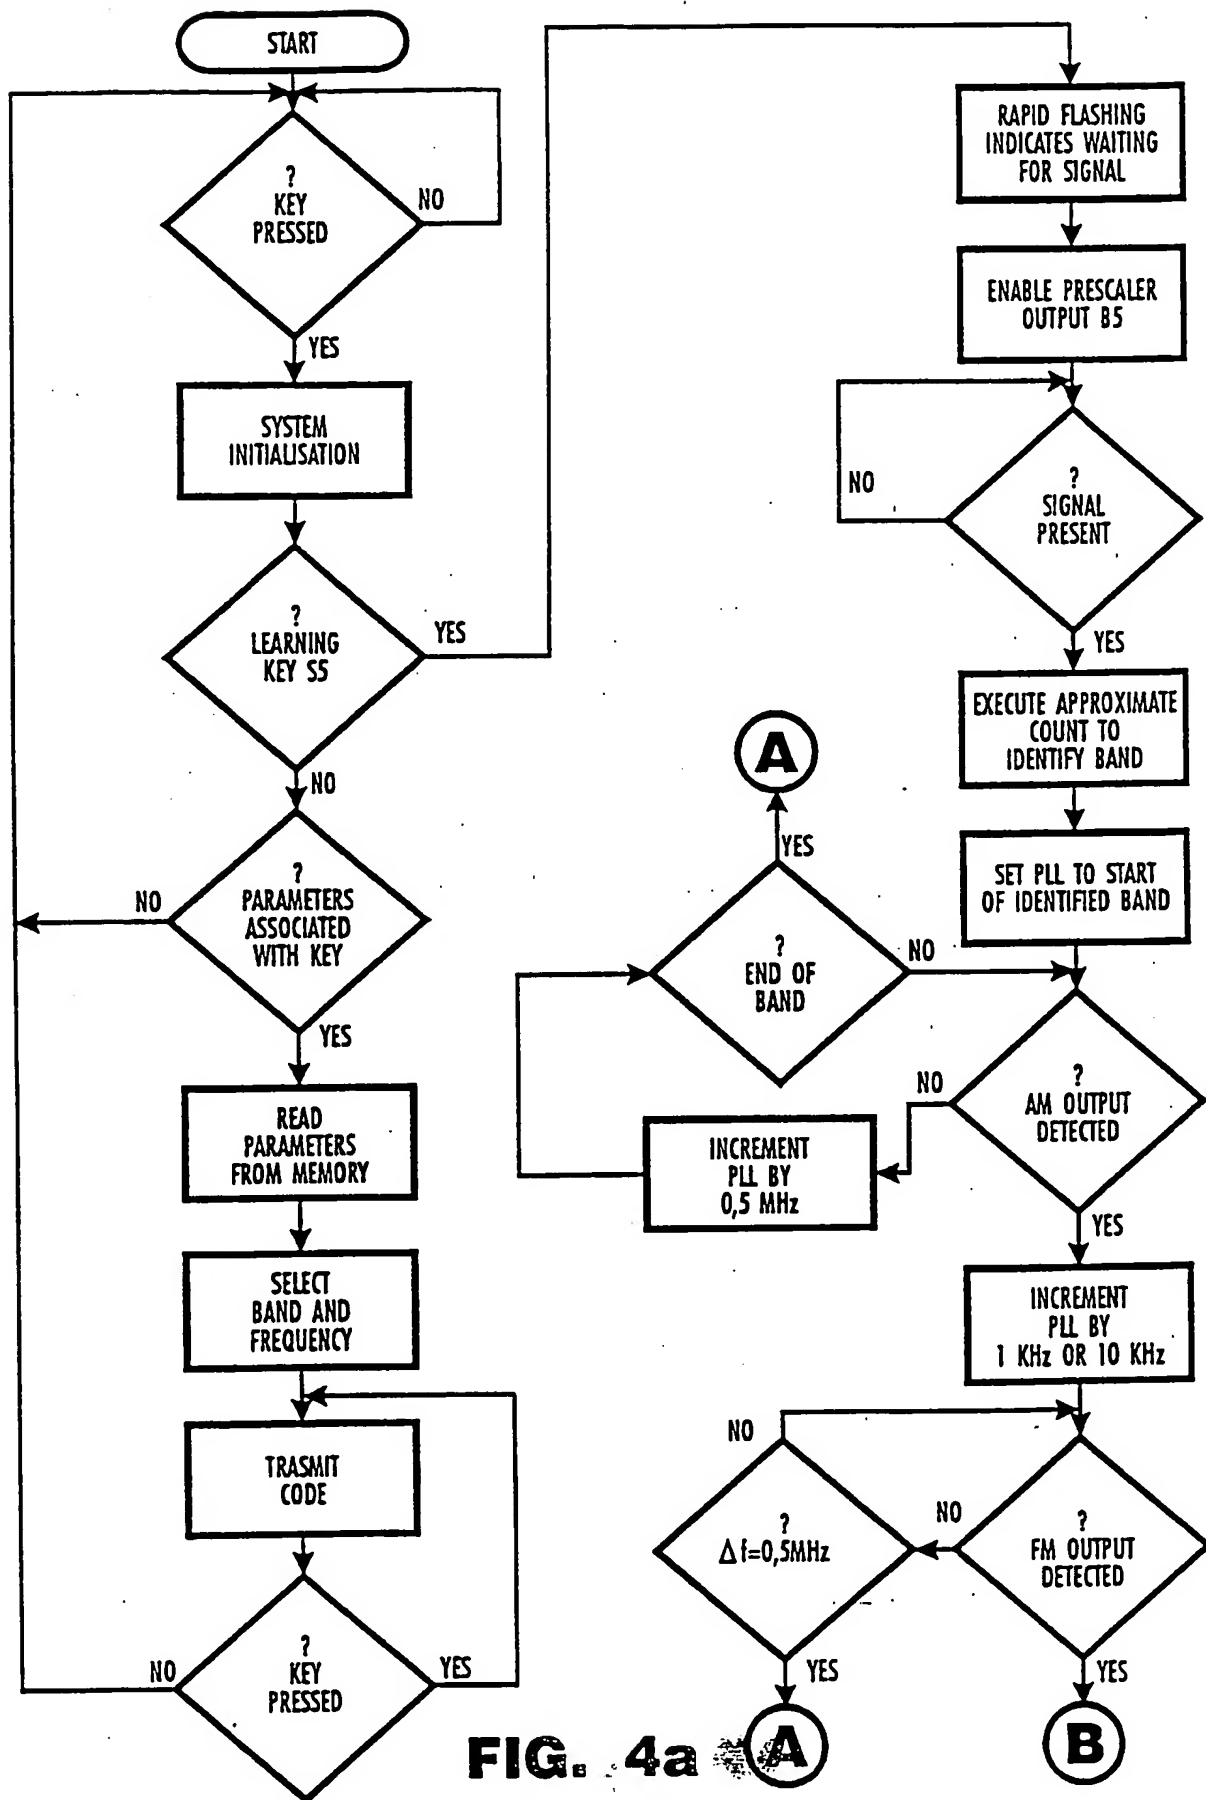 START
?
KEY
PRESSED
NO
YES
SYSTEM
INITIALISATION
?
LEARNING
KEY S5
YES
NO
?
PARAMETERS
ASSOCIATED
WITH KEY
NO
YES
READ
PARAMETERS
FROM MEMORY
SELECT
BAND AND
FREQUENCY
TRASMIT
CODE
?
KEY
PRESSED
NO
YES
RAPID FLASHING
INDICATES WAITING
FOR SIGNAL
ENABLE PRESCALER
OUTPUT B5
?
SIGNAL
PRESENT
NO
YES
EXECUTE APPROXIMATE
COUNT TO
IDENTIFY BAND
SET PLL TO START
OF IDENTIFIED BAND
A
YES
?
END OF
BAND
NO
?
AM OUTPUT
DETECTED
NO
INCREMENT
PLL BY
0,5 MHz
YES
INCREMENT
PLL BY
1 KHz OR 10 KHz
NO
?
Δf=0,5MHz
NO
?
FM OUTPUT
DETECTED
YES
A
YES
B
FIG. 4a